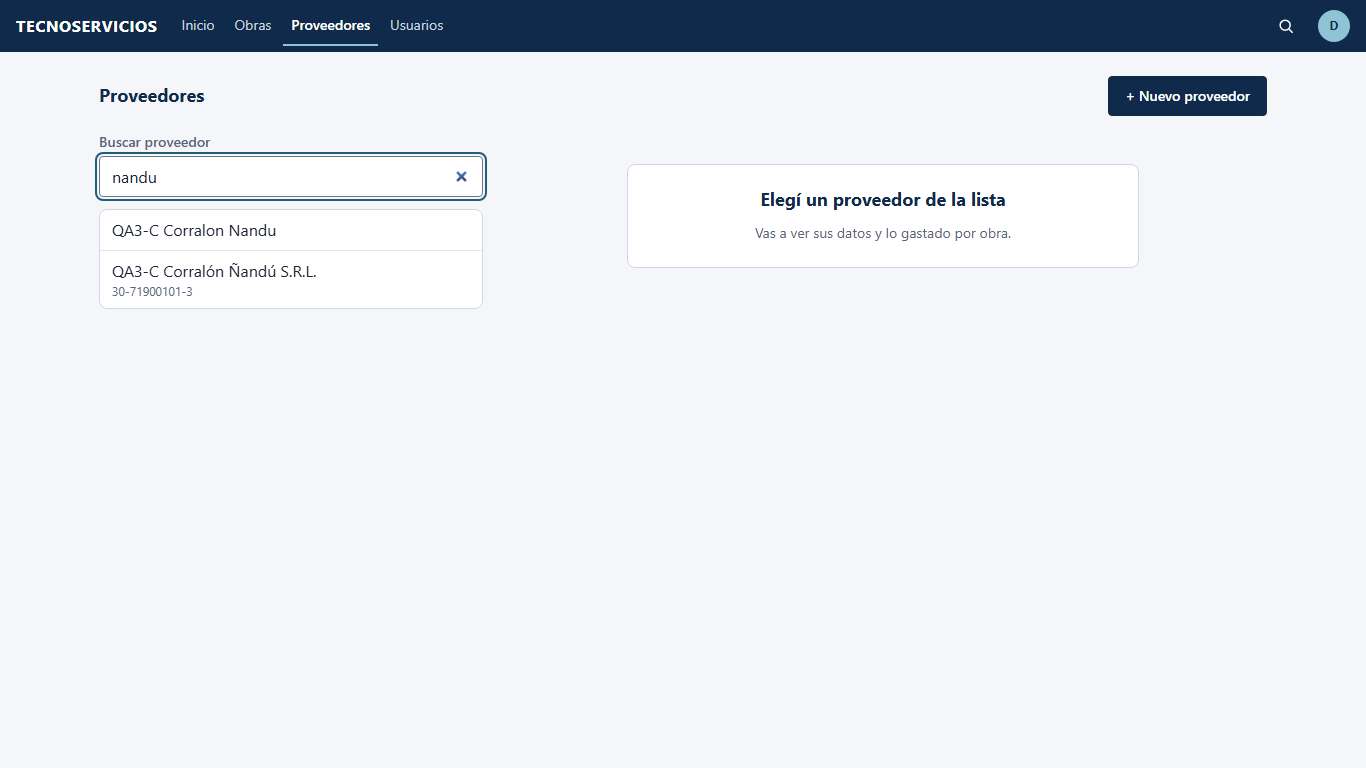 TECNOSERVICIOS Inicio Obras Proveedores Usuarios D
Proveedores
+ Nuevo proveedor
Buscar proveedor
nandu
QA3-C Corralon Nandu
QA3-C Corralón Ñandú S.R.L.
30-71900101-3
Elegí un proveedor de la lista
Vas a ver sus datos y lo gastado por obra.